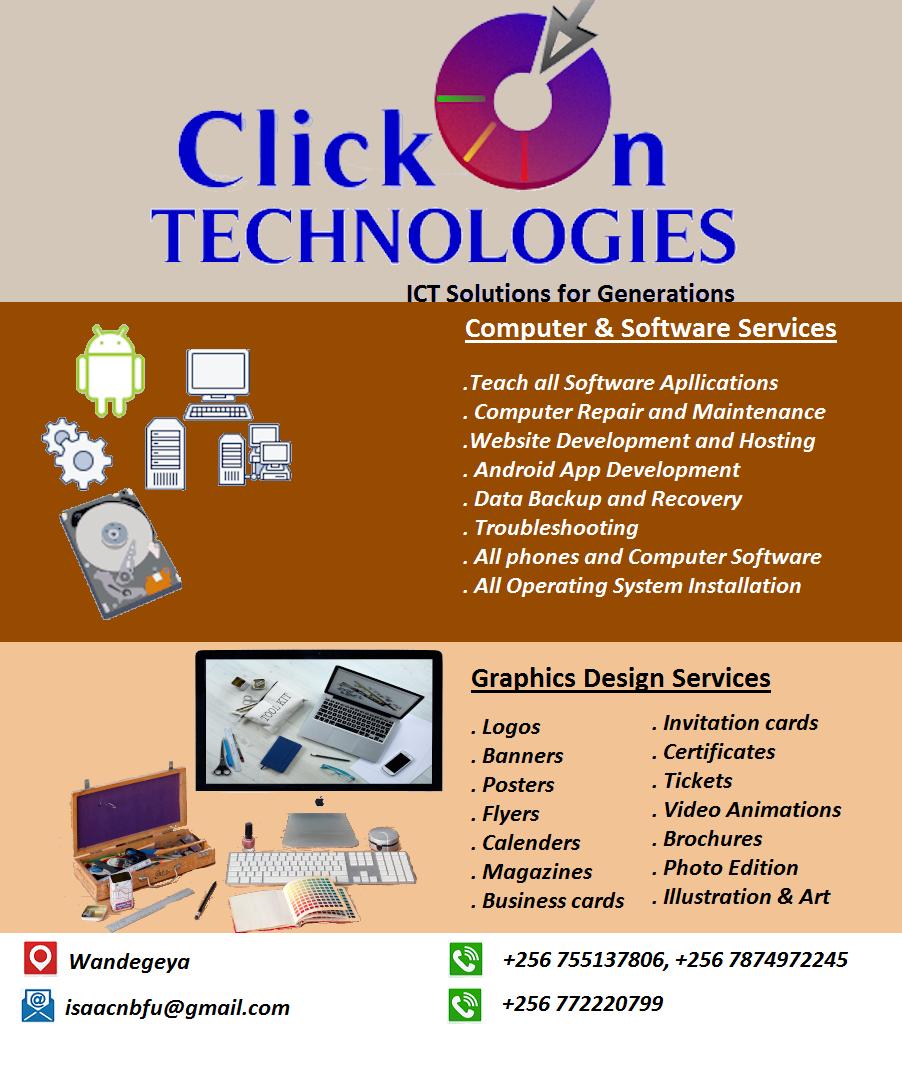 Click On
TECHNOLOGIES
ICT Solutions for Generations
Computer & Software Services
.Teach all Software Apllications
. Computer Repair and Maintenance
.Website Development and Hosting
. Android App Development
. Data Backup and Recovery
. Troubleshooting
. All phones and Computer Software
. All Operating System Installation
TOOL KIT
Graphics Design Services
. Logos
. Banners
. Posters
. Flyers
. Calenders
. Magazines
. Business cards
. Invitation cards
. Certificates
. Tickets
. Video Animations
. Brochures
. Photo Edition
. Illustration & Art
Wandegeya
+256 755137806, +256 7874972245
isaacnbfu@gmail.com
+256 772220799